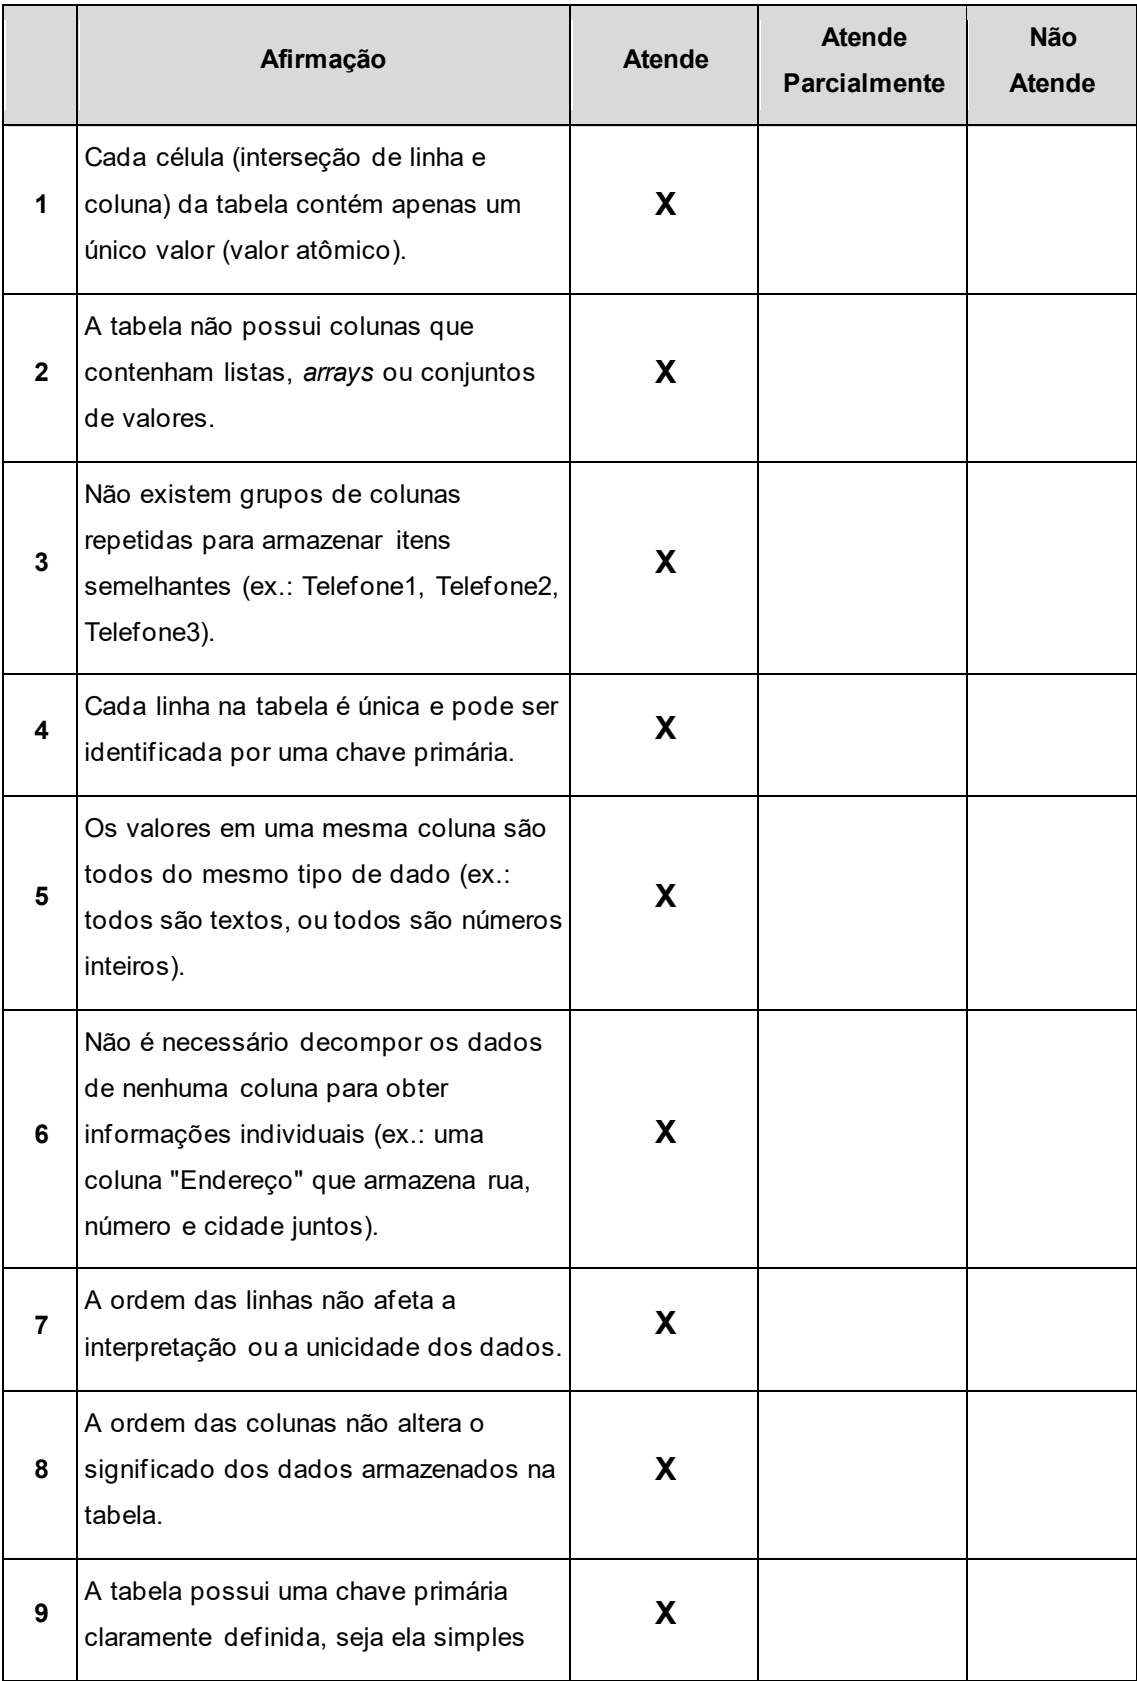 Afirmação
Atende
Atende
Parcialmente
Não
Atende
1
Cada célula (interseção de linha e
coluna) da tabela contém apenas um
único valor (valor atômico).
X
2
A tabela não possui colunas que
contenham listas, arrays ou conjuntos
de valores.
X
3
Não existem grupos de colunas
repetidas para armazenar itens
semelhantes (ex.: Telefone1, Telefone2,
Telefone3).
X
4
Cada linha na tabela é única e pode ser
identificada por uma chave primária.
X
5
Os valores em uma mesma coluna são
todos do mesmo tipo de dado (ex.:
todos são textos, ou todos são números
inteiros).
X
6
Não é necessário decompor os dados
de nenhuma coluna para obter
informações individuais (ex.: uma
coluna "Endereço" que armazena rua,
número e cidade juntos).
X
7
A ordem das linhas não afeta a
interpretação ou a unicidade dos dados.
X
8
A ordem das colunas não altera o
significado dos dados armazenados na
tabela.
X
9
A tabela possui uma chave primária
claramente definida, seja ela simples
X